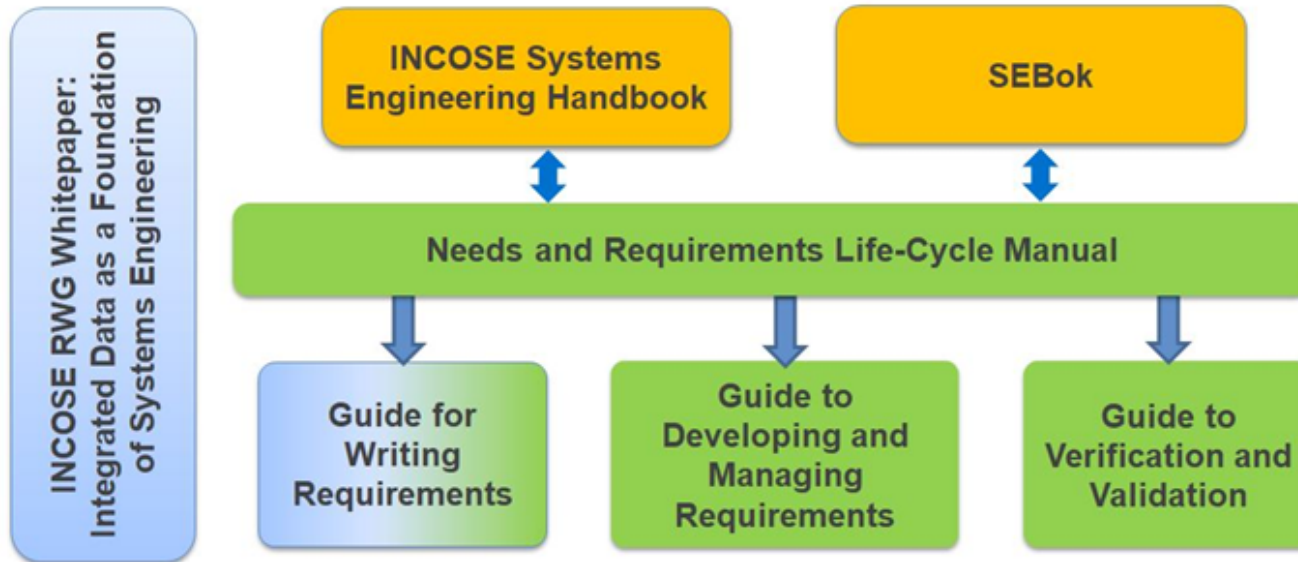 INCOSE RWG Whitepaper:
Integrated Data as a Foundation
of Systems Engineering
INCOSE Systems
Engineering Handbook
SEBok
Needs and Requirements Life-Cycle Manual
Guide for
Writing
Requirements
Guide to
Developing and
Managing
Requirements
Guide to
Verification and
Validation